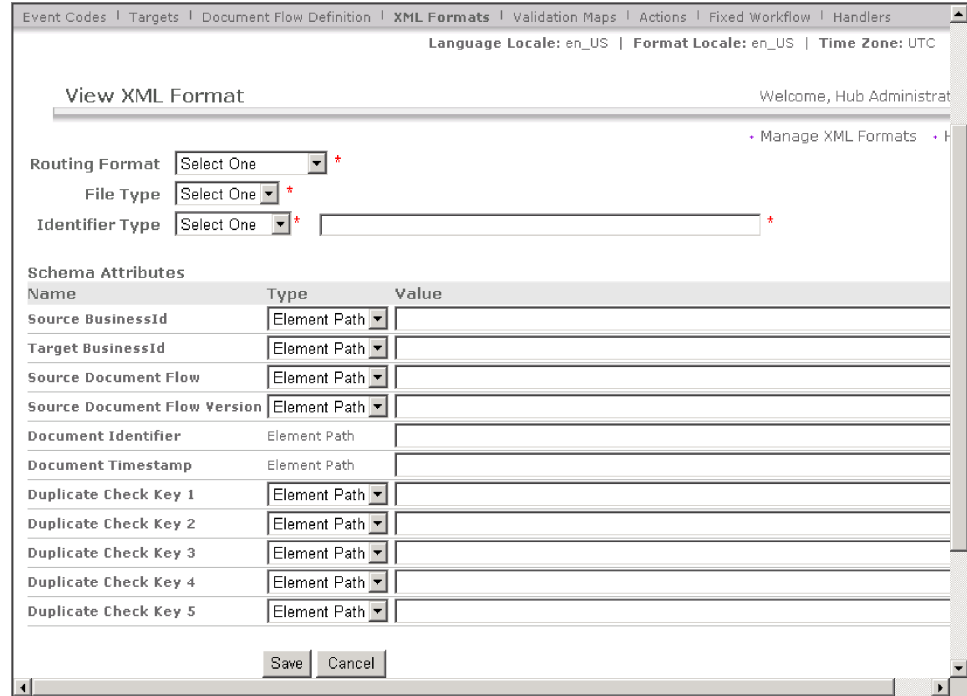 Event Codes | Targets | Document Flow Definition | XML Formats | Validation Maps | Actions | Fixed Workflow | Handlers
Language Locale: en_US | Format Locale: en_US | Time Zone: UTC
View XML Format
Welcome, Hub Administrat
Manage XML Formats H
Routing Format Select One *
File Type Select One *
Identifier Type Select One * *
Schema Attributes
Name Type Value
Source BusinessId Element Path
Target BusinessId Element Path
Source Document Flow Element Path
Source Document Flow Version Element Path
Document Identifier Element Path
Document Timestamp Element Path
Duplicate Check Key 1 Element Path
Duplicate Check Key 2 Element Path
Duplicate Check Key 3 Element Path
Duplicate Check Key 4 Element Path
Duplicate Check Key 5 Element Path
Save Cancel